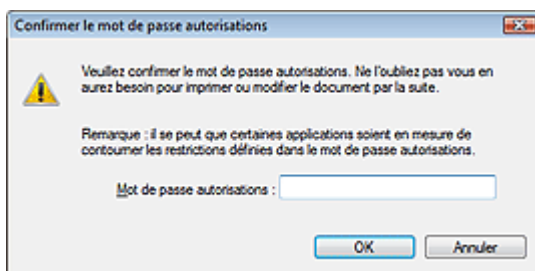 Confirmer le mot de passe autorisations
Veuillez confirmer le mot de passe autorisations. Ne l'oubliez pas vous en
aurez besoin pour imprimer ou modifier le document par la suite.
Remarque : il se peut que certaines applications soient en mesure de
contourner les restrictions définies dans le mot de passe autorisations.
Mot de passe autorisations :
OK
Annuler